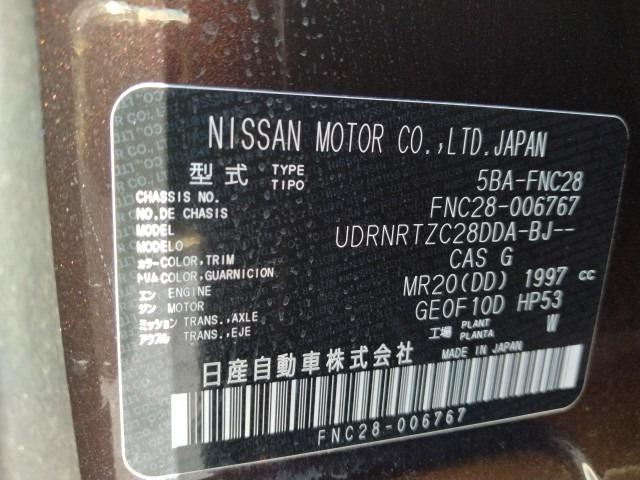 NISSAN MOTOR CO.,LTD.JAPAN
型式 TYPE TIPO 5BA-FNC28
CHASSIS NO.
NO.DE CHASIS FNC28-006767
MODEL
MODELO UDRNRTZC28DDA-BJ--
カラー COLOR,TRIM
トリム COLOR,GUARNICION CAS G
エン ENGINE
ジン MOTOR MR20(DD) 1997 cc
ミッション TRANS.,AXLE
アクスル TRANS.,EJE GE0F10D HP53
工場 PLANT PLANTA W
日産自動車株式会社 MADE IN JAPAN
FNC28-006767